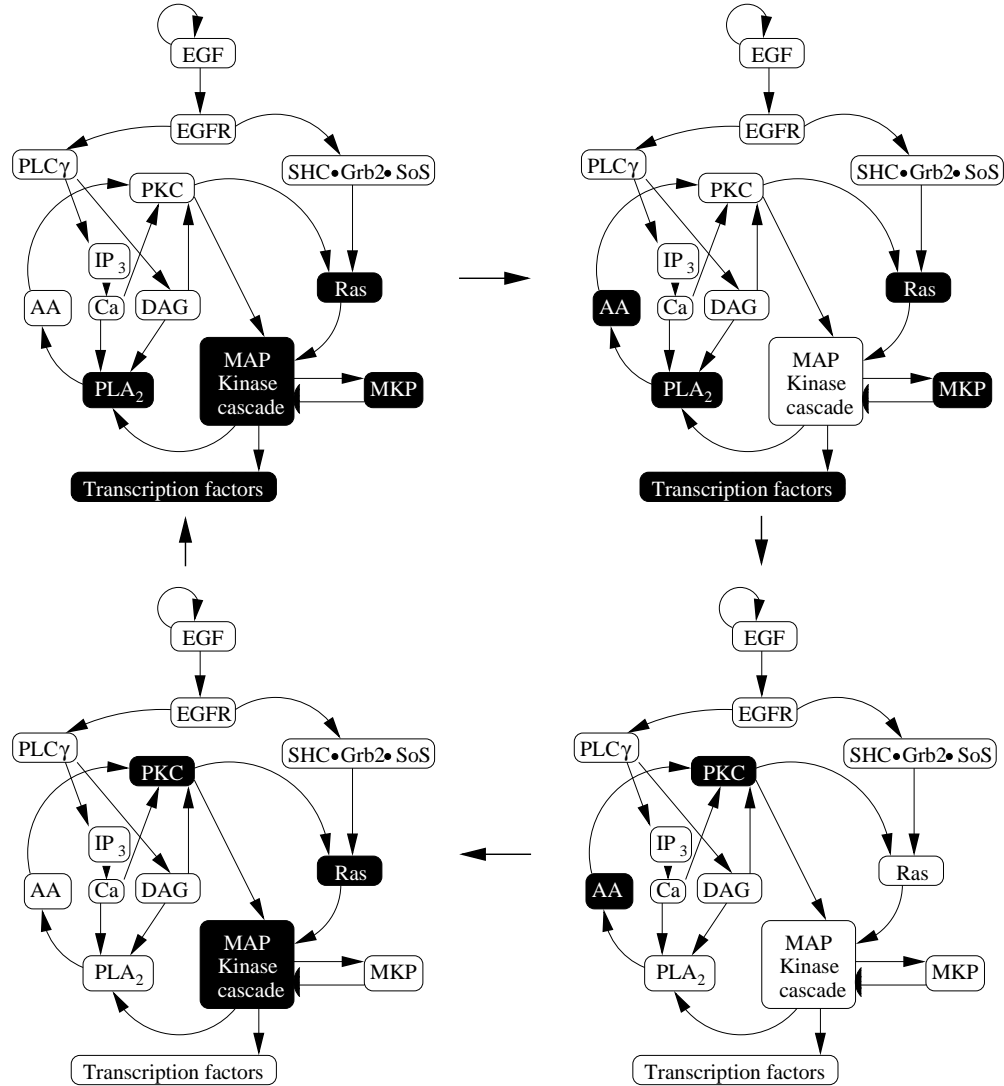 EGF
EGFR
PLCγ
SHC•Grb2•SoS
PKC
IP3
Ras
AA
Ca
DAG
MAP
Kinase
cascade
PLA2
MKP
Transcription factors
EGF
EGFR
PLCγ
SHC•Grb2•SoS
PKC
IP3
Ras
AA
Ca
DAG
MAP
Kinase
cascade
PLA2
MKP
Transcription factors
EGF
EGFR
PLCγ
SHC•Grb2•SoS
PKC
IP3
Ras
AA
Ca
DAG
MAP
Kinase
cascade
PLA2
MKP
Transcription factors
EGF
EGFR
PLCγ
SHC•Grb2•SoS
PKC
IP3
Ras
AA
Ca
DAG
MAP
Kinase
cascade
PLA2
MKP
Transcription factors